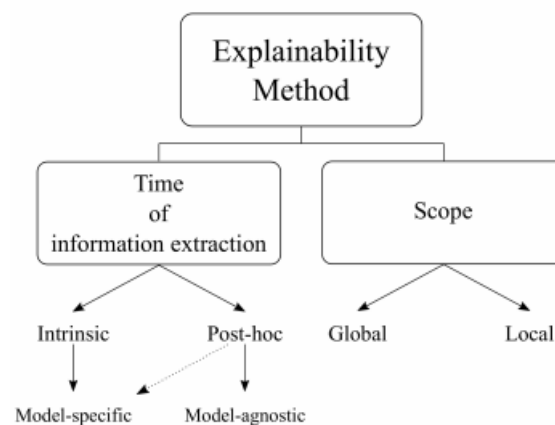 Explainability
Method
Time
of
information extraction
Scope
Intrinsic
Post-hoc
Global
Local
Model-specific
Model-agnostic